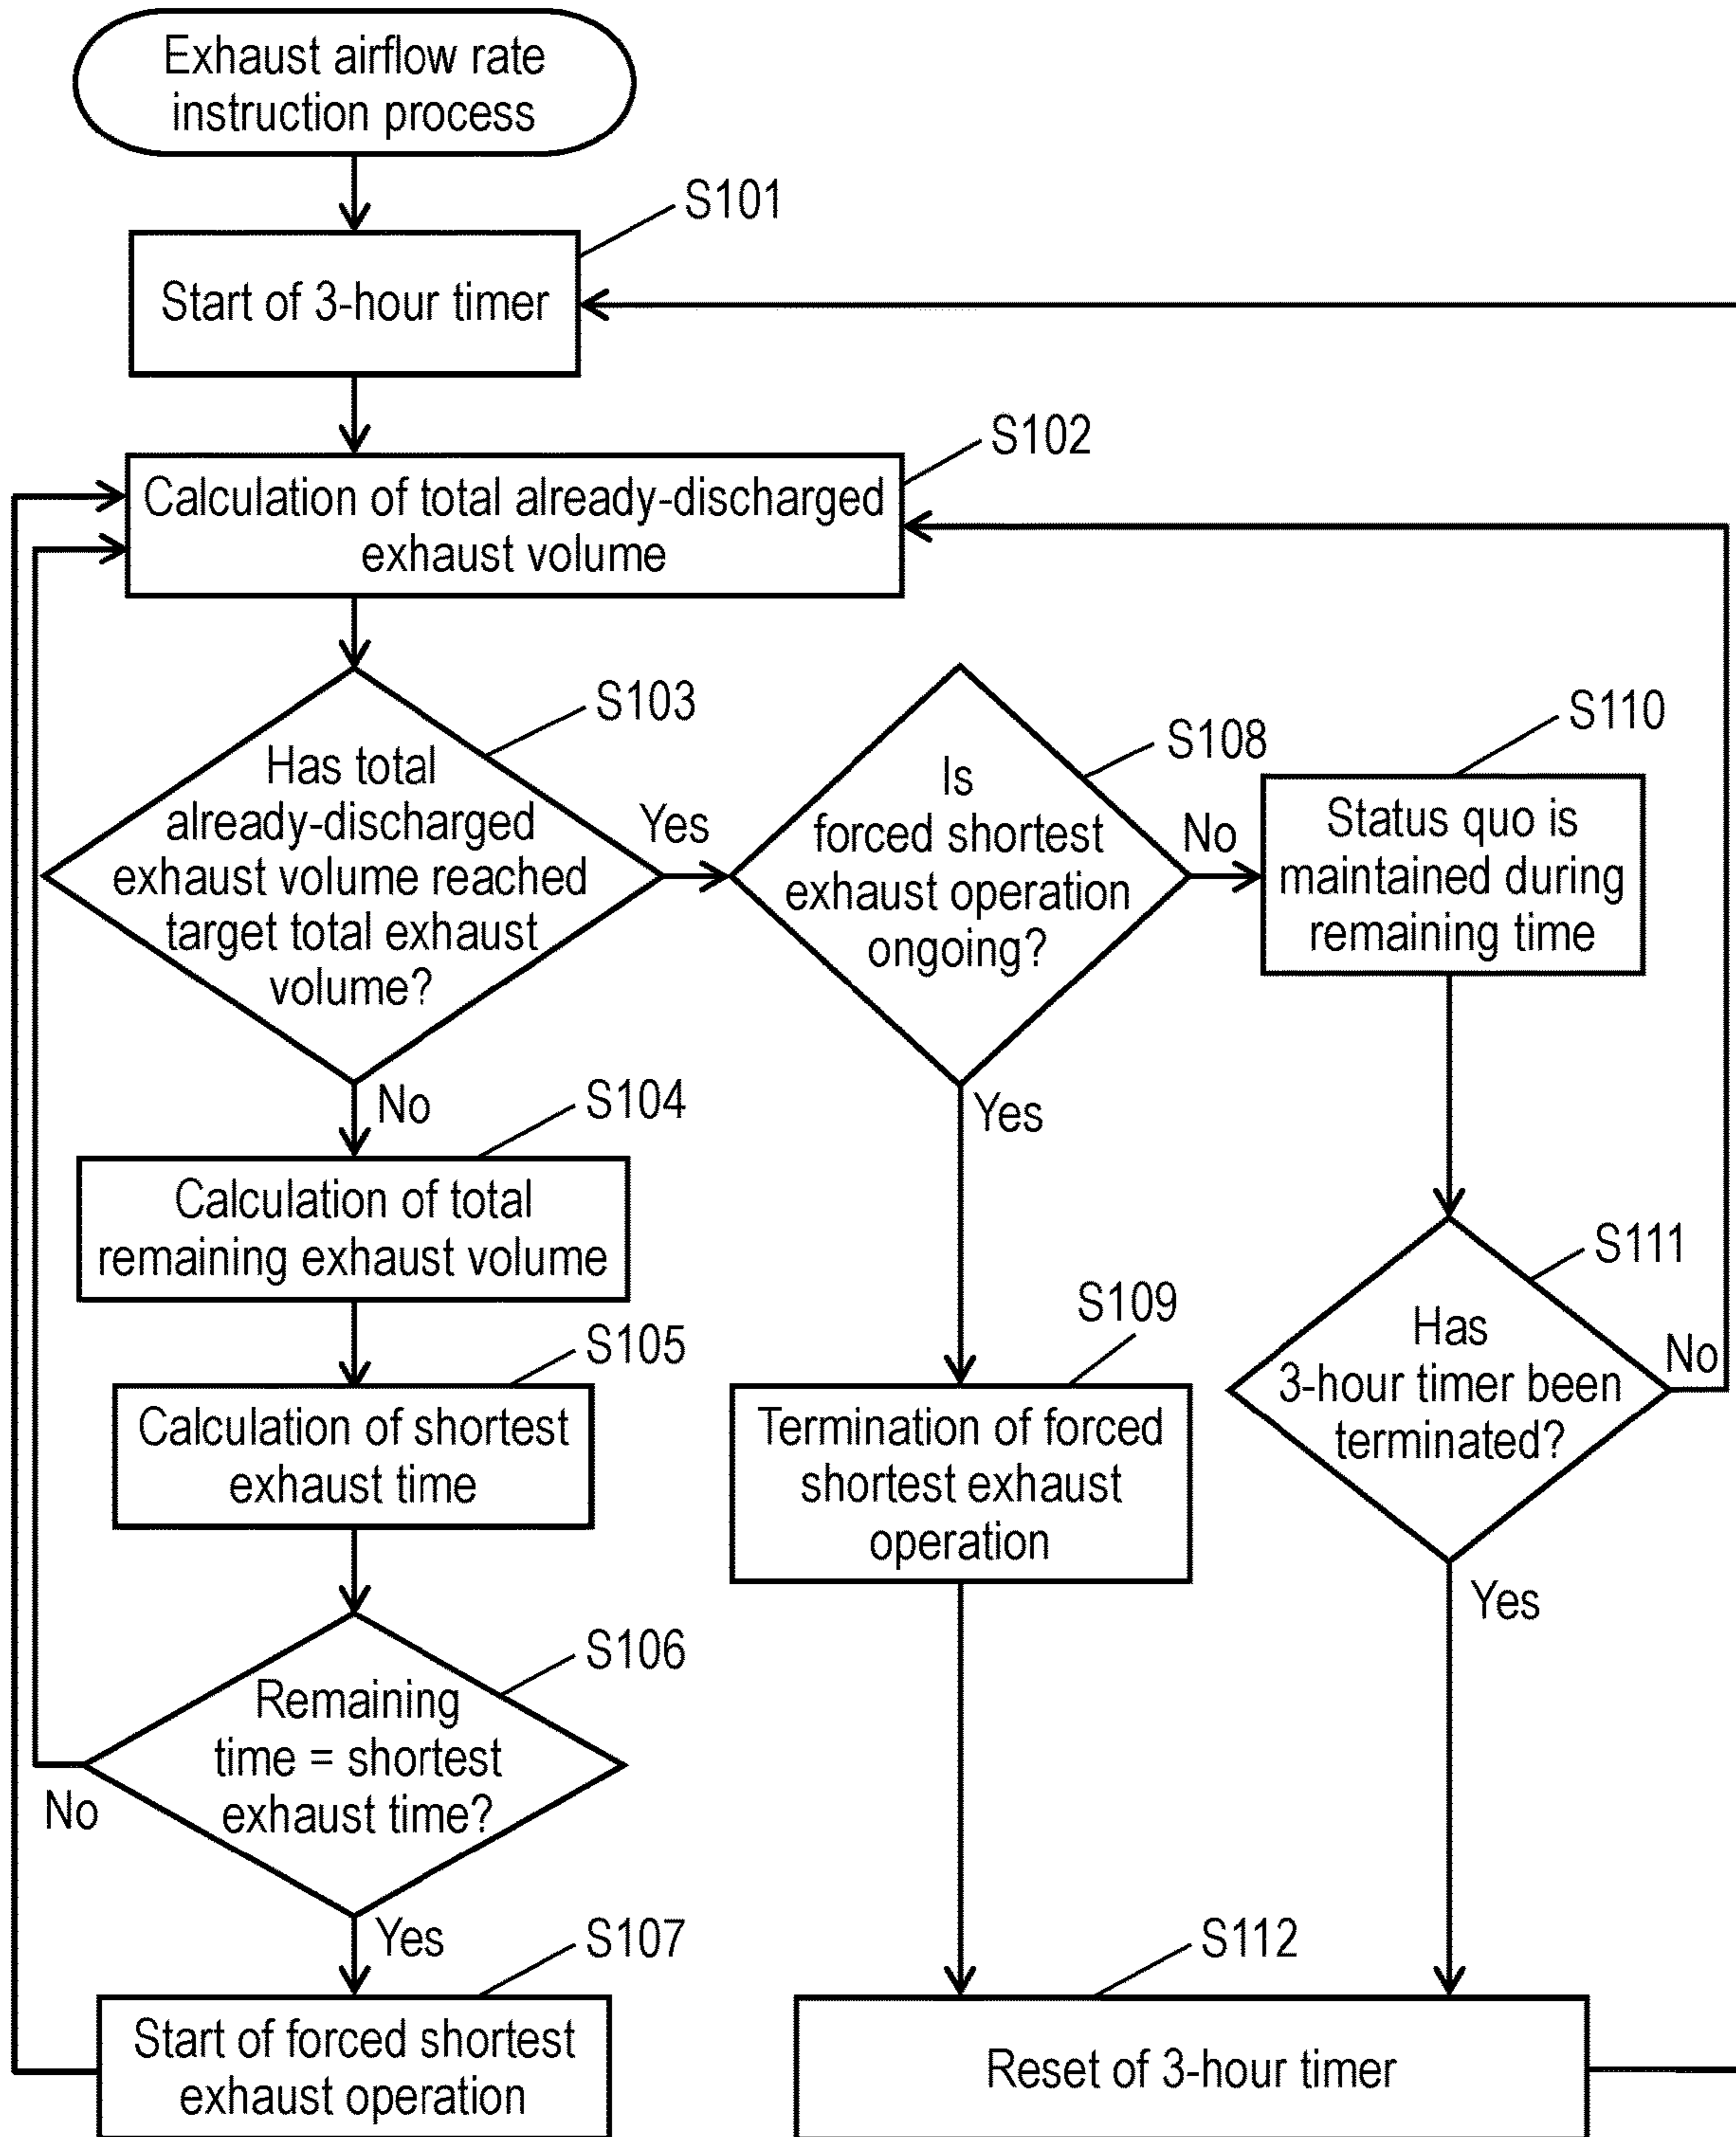 Exhaust airflow rate
instruction process
S101
Start of 3-hour timer
S102
Calculation of total already-discharged
exhaust volume
S103
Has total
already-discharged
exhaust volume reached
target total exhaust
volume?
Yes
No
S108
Is
forced shortest
exhaust operation
ongoing?
No
Yes
S110
Status quo is
maintained during
remaining time
S104
Calculation of total
remaining exhaust volume
S105
Calculation of shortest
exhaust time
S109
Termination of forced
shortest exhaust
operation
S111
Has
3-hour timer been
terminated?
No
Yes
S106
Remaining
time = shortest
exhaust time?
No
Yes
S107
Start of forced shortest
exhaust operation
S112
Reset of 3-hour timer